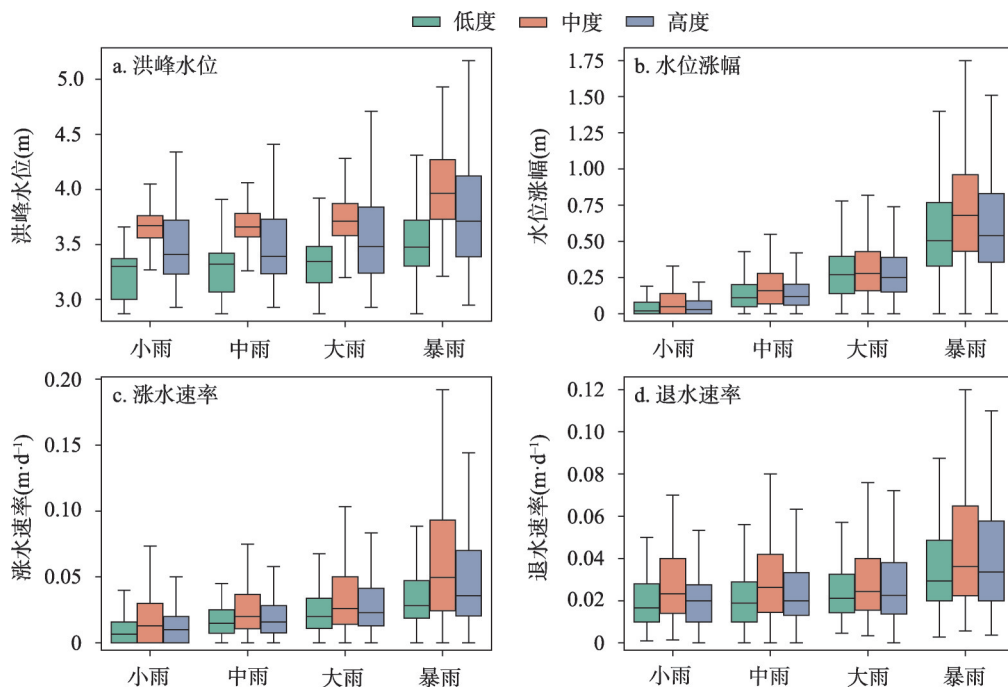 低度 中度 高度
a. 洪峰水位
洪峰水位(m)
5.0
4.5
4.0
3.5
3.0
小雨 中雨 大雨 暴雨
b. 水位涨幅
水位涨幅(m)
1.75
1.50
1.25
1.00
0.75
0.50
0.25
0
小雨 中雨 大雨 暴雨
c. 涨水速率
涨水速率(m·d⁻¹)
0.20
0.15
0.10
0.05
0
小雨 中雨 大雨 暴雨
d. 退水速率
退水速率(m·d⁻¹)
0.12
0.10
0.08
0.06
0.04
0.02
0
小雨 中雨 大雨 暴雨